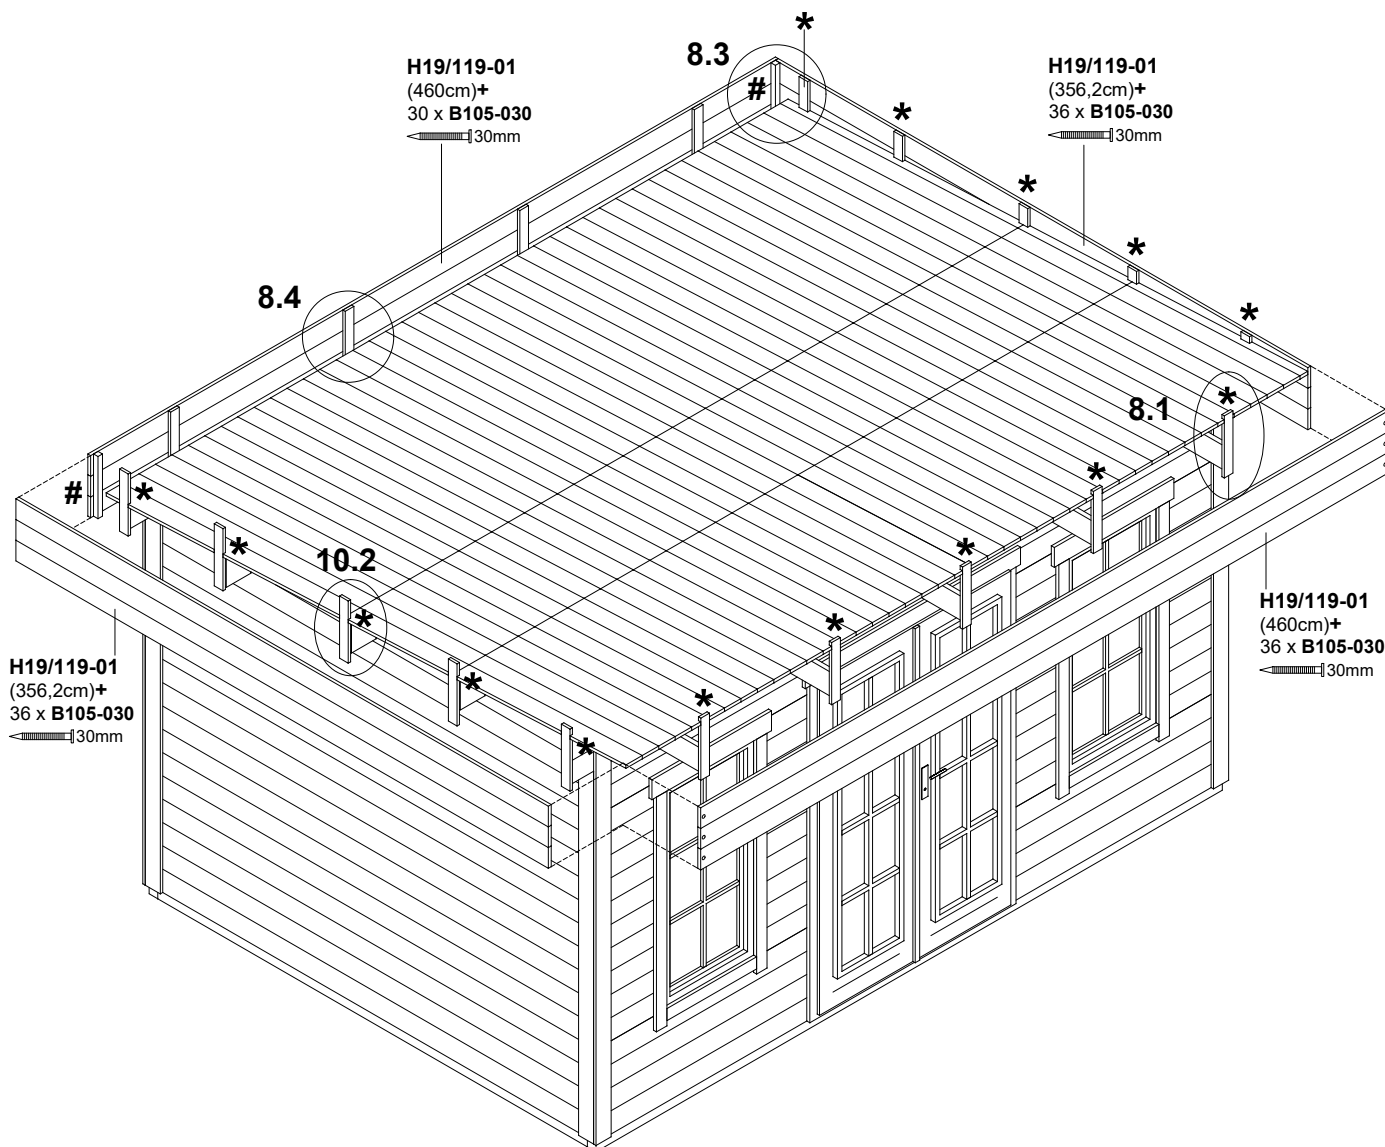 *
8.3
H19/119-01
(460cm)+
30 x B105-030
30mm
H19/119-01
(356,2cm)+
36 x B105-030
30mm
#
*
*
*
8.4
*
*
8.1
*
#
*
*
10.2
*
*
*
H19/119-01
(460cm)+
36 x B105-030
30mm
H19/119-01
(356,2cm)+
36 x B105-030
30mm
*
*
*